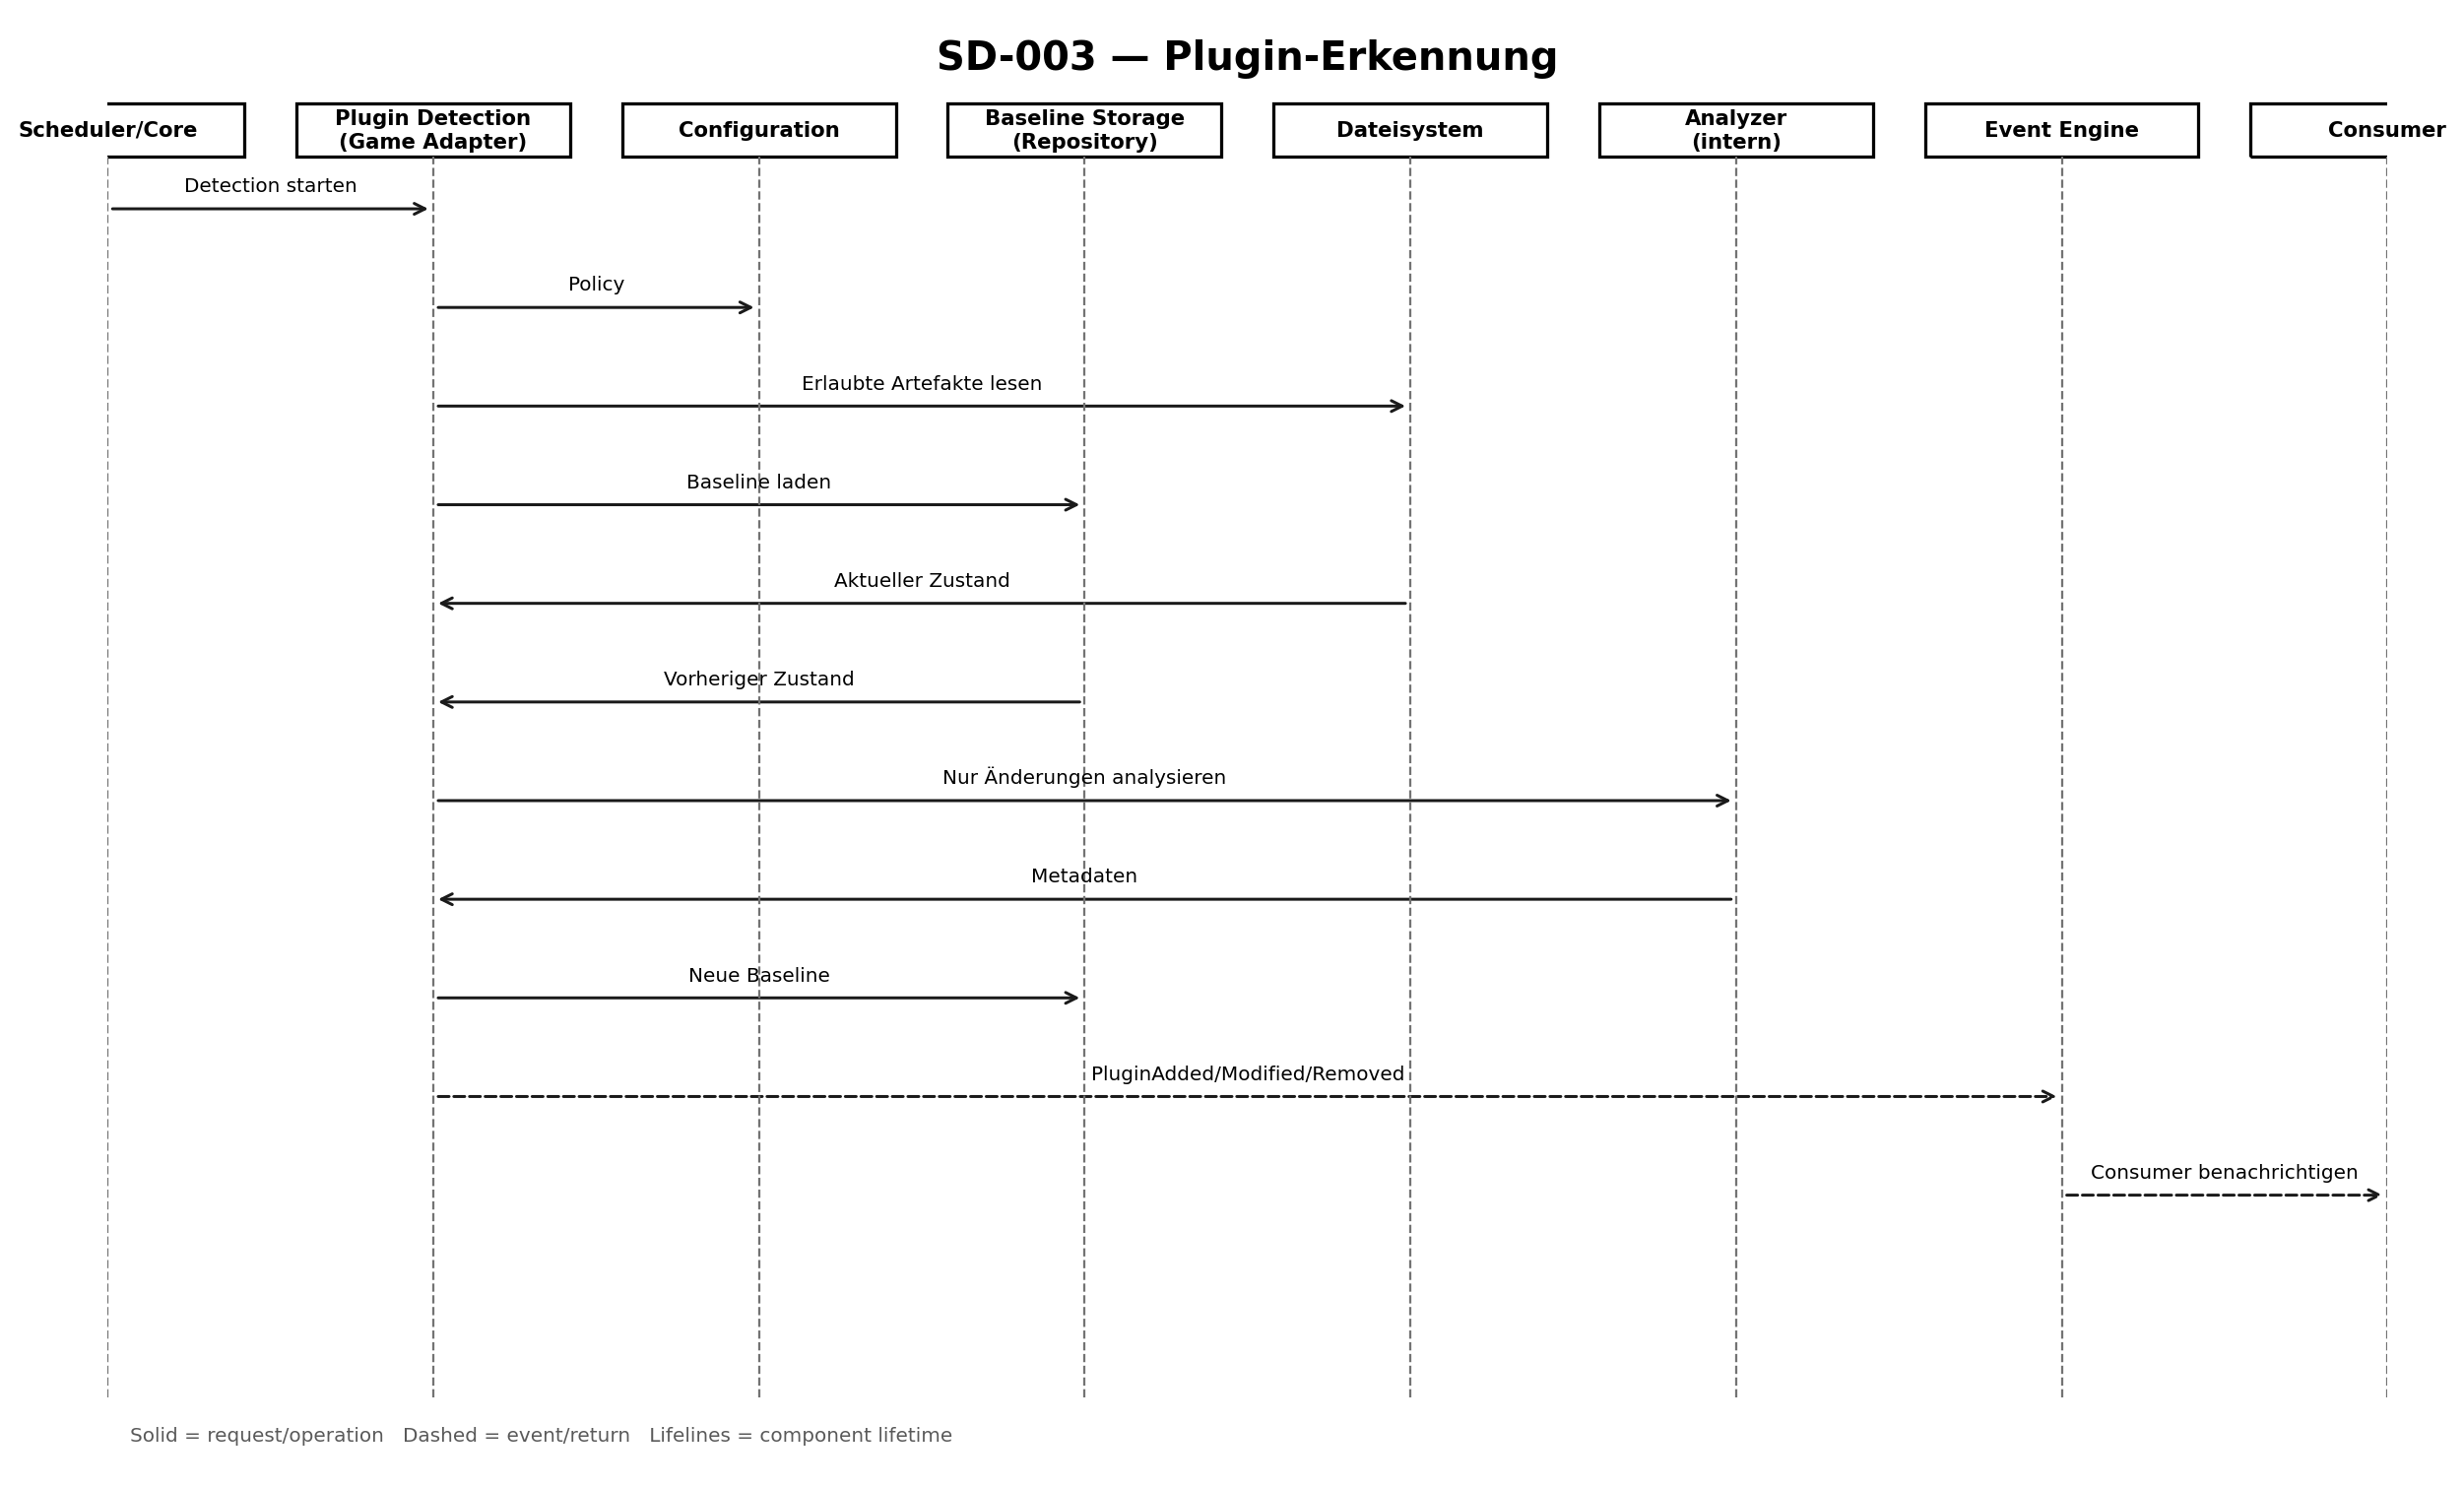 SD-003 — Plugin-Erkennung
Scheduler/Core
Plugin Detection
(Game Adapter)
Configuration
Baseline Storage
(Repository)
Dateisystem
Analyzer
(intern)
Event Engine
Consumer
Detection starten
Policy
Erlaubte Artefakte lesen
Baseline laden
Aktueller Zustand
Vorheriger Zustand
Nur Änderungen analysieren
Metadaten
Neue Baseline
PluginAdded/Modified/Removed
Consumer benachrichtigen
Solid = request/operation   Dashed = event/return   Lifelines = component lifetime